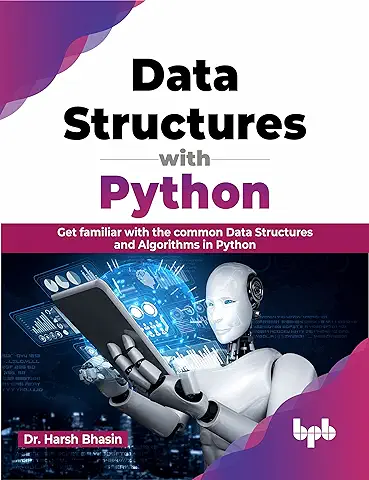 Data
Structures
with
Python
Get familiar with the common Data Structures
and Algorithms in Python
Dr. Harsh Bhasin
bpb